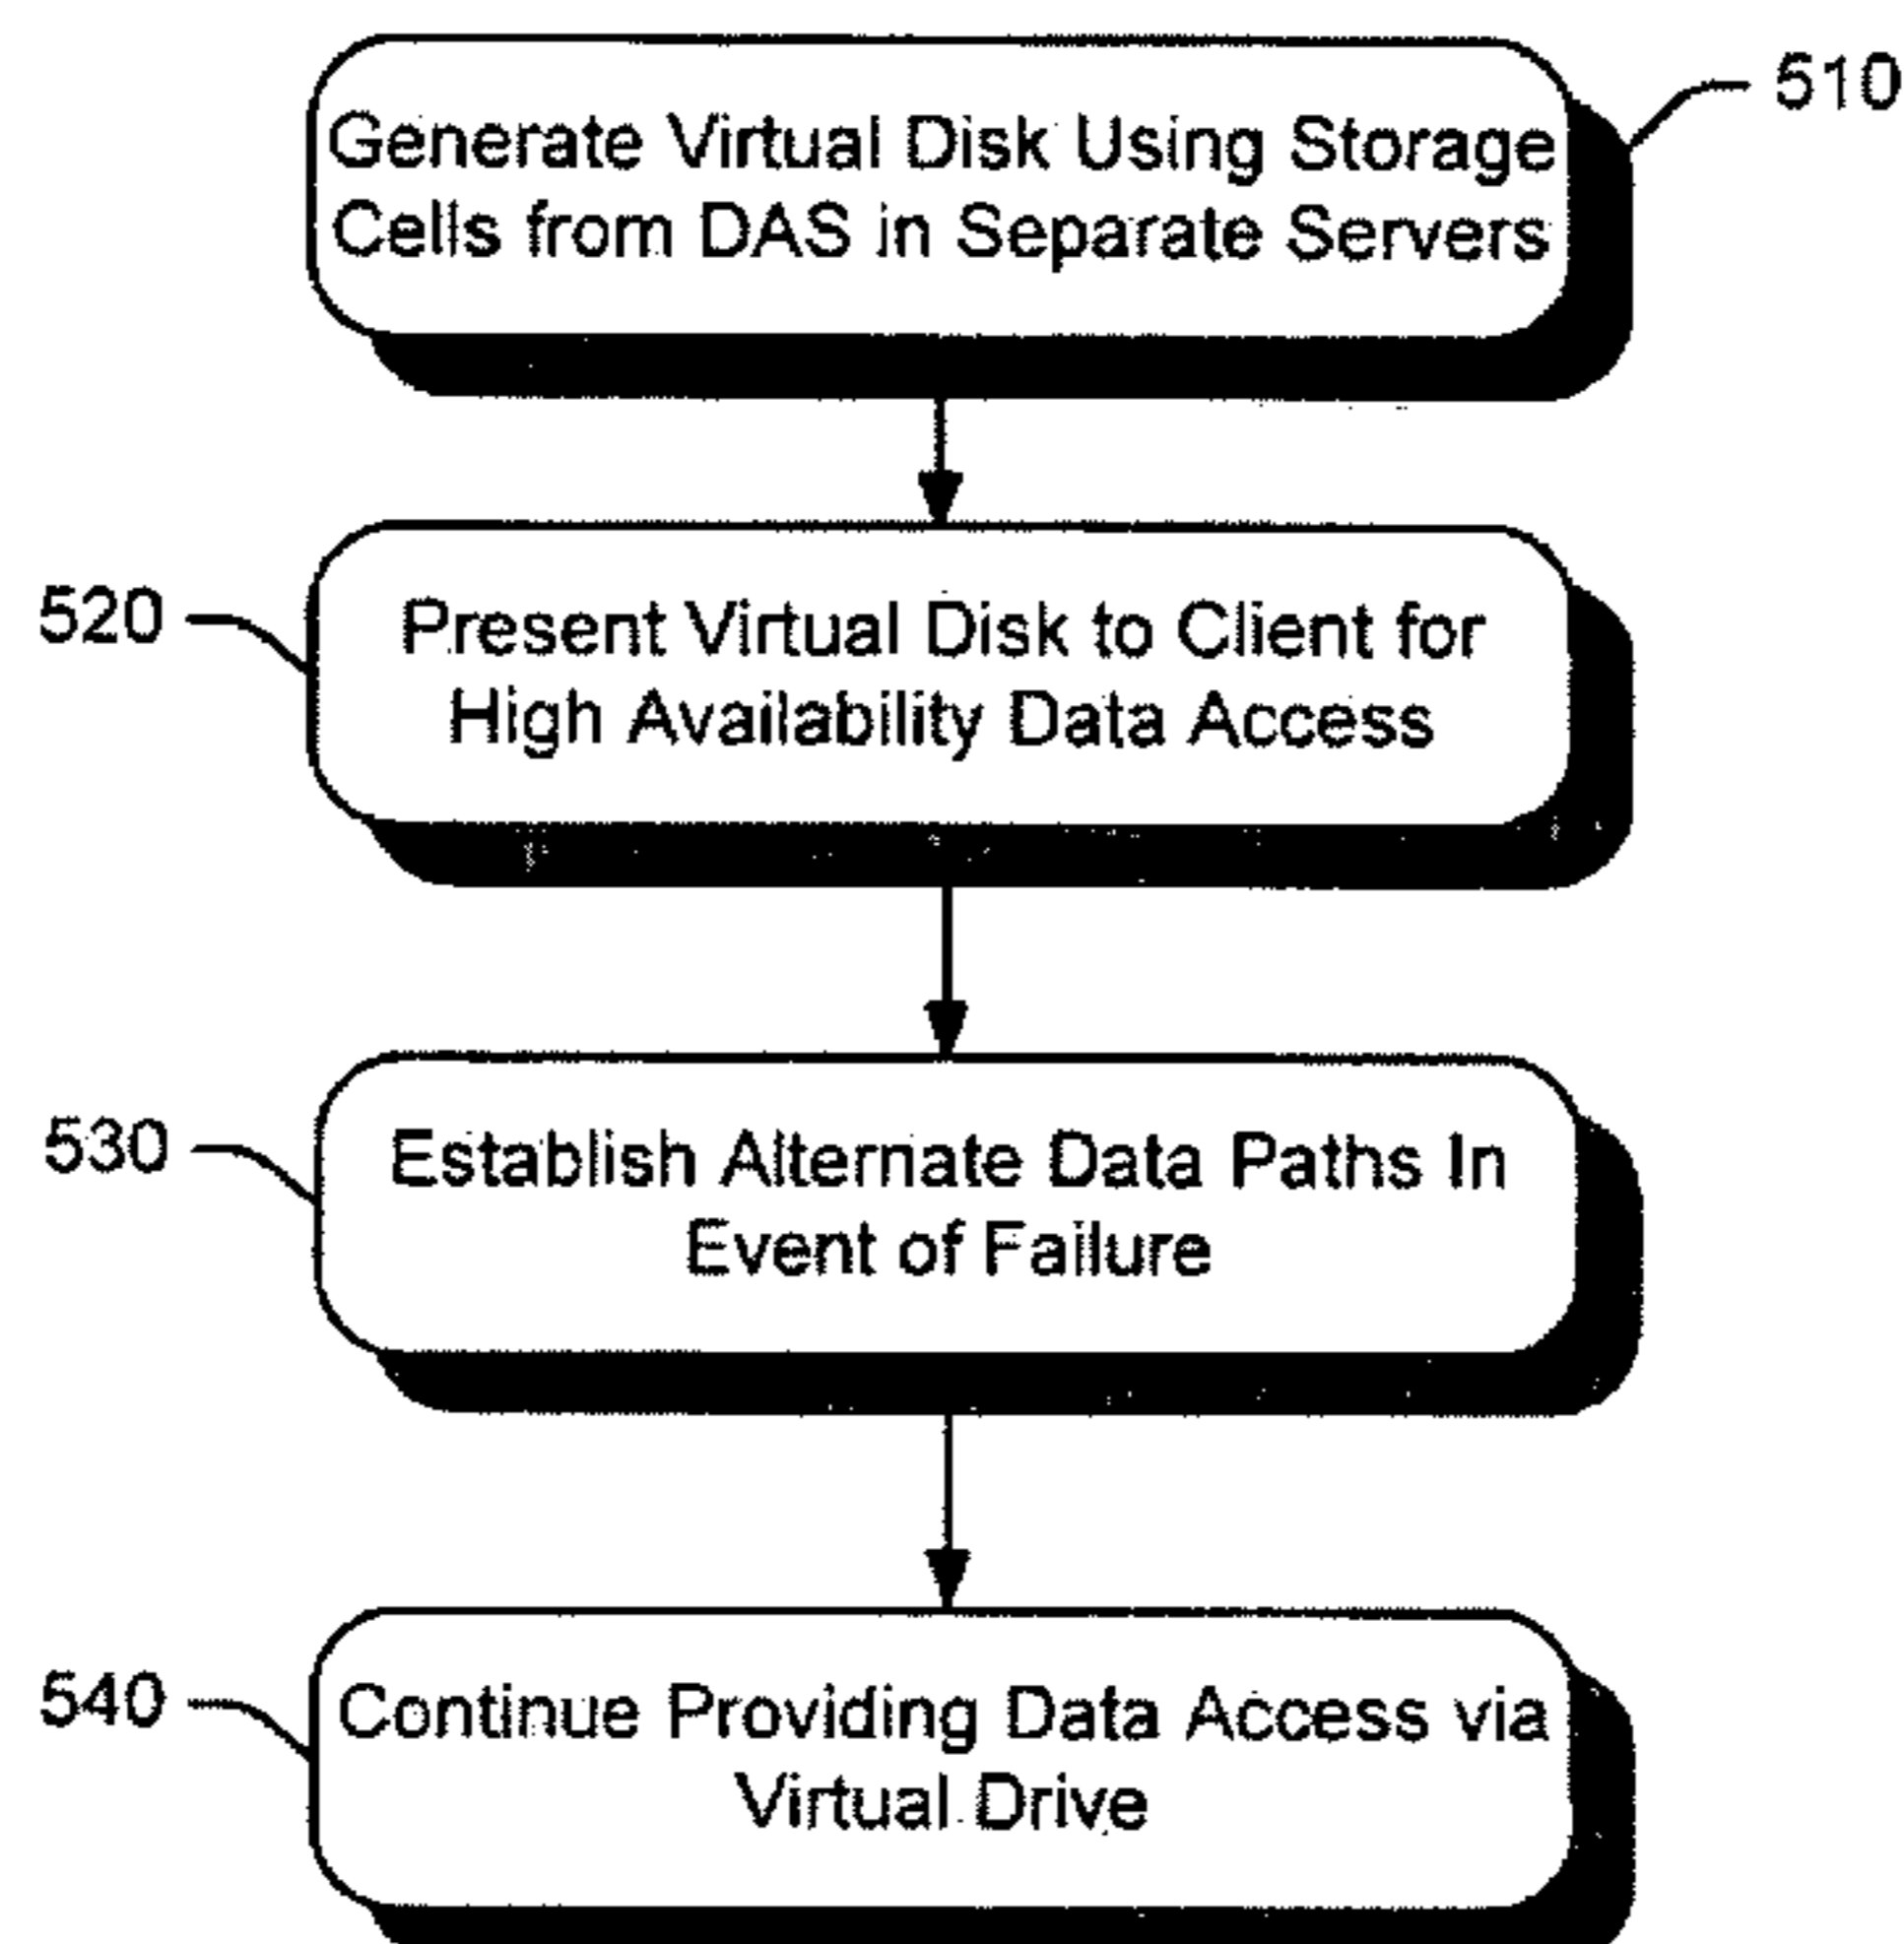 Generate Virtual Disk Using Storage
Cells from DAS in Separate Servers
510
520
Present Virtual Disk to Client for
High Availability Data Access
530
Establish Alternate Data Paths In
Event of Failure
540
Continue Providing Data Access via
Virtual Drive